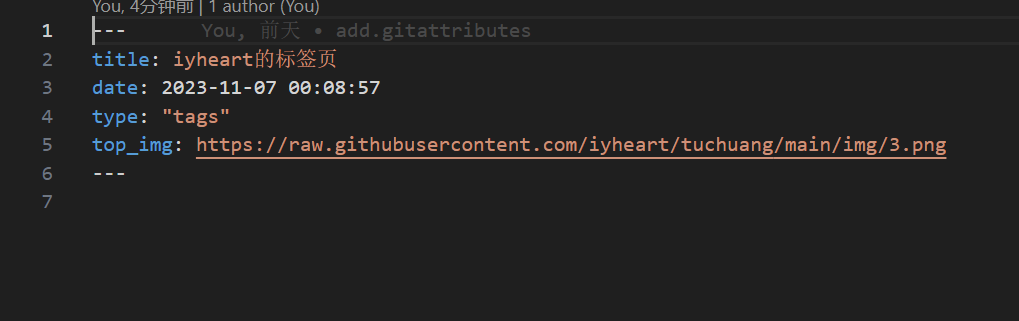 You, 4分钟前 | 1 author (You)
1 --- You, 前天 • add.gitattributes
2 title: iyheart的标签页
3 date: 2023-11-07 00:08:57
4 type: "tags"
5 top_img: https://raw.githubusercontent.com/iyheart/tuchuang/main/img/3.png
6 ---
7